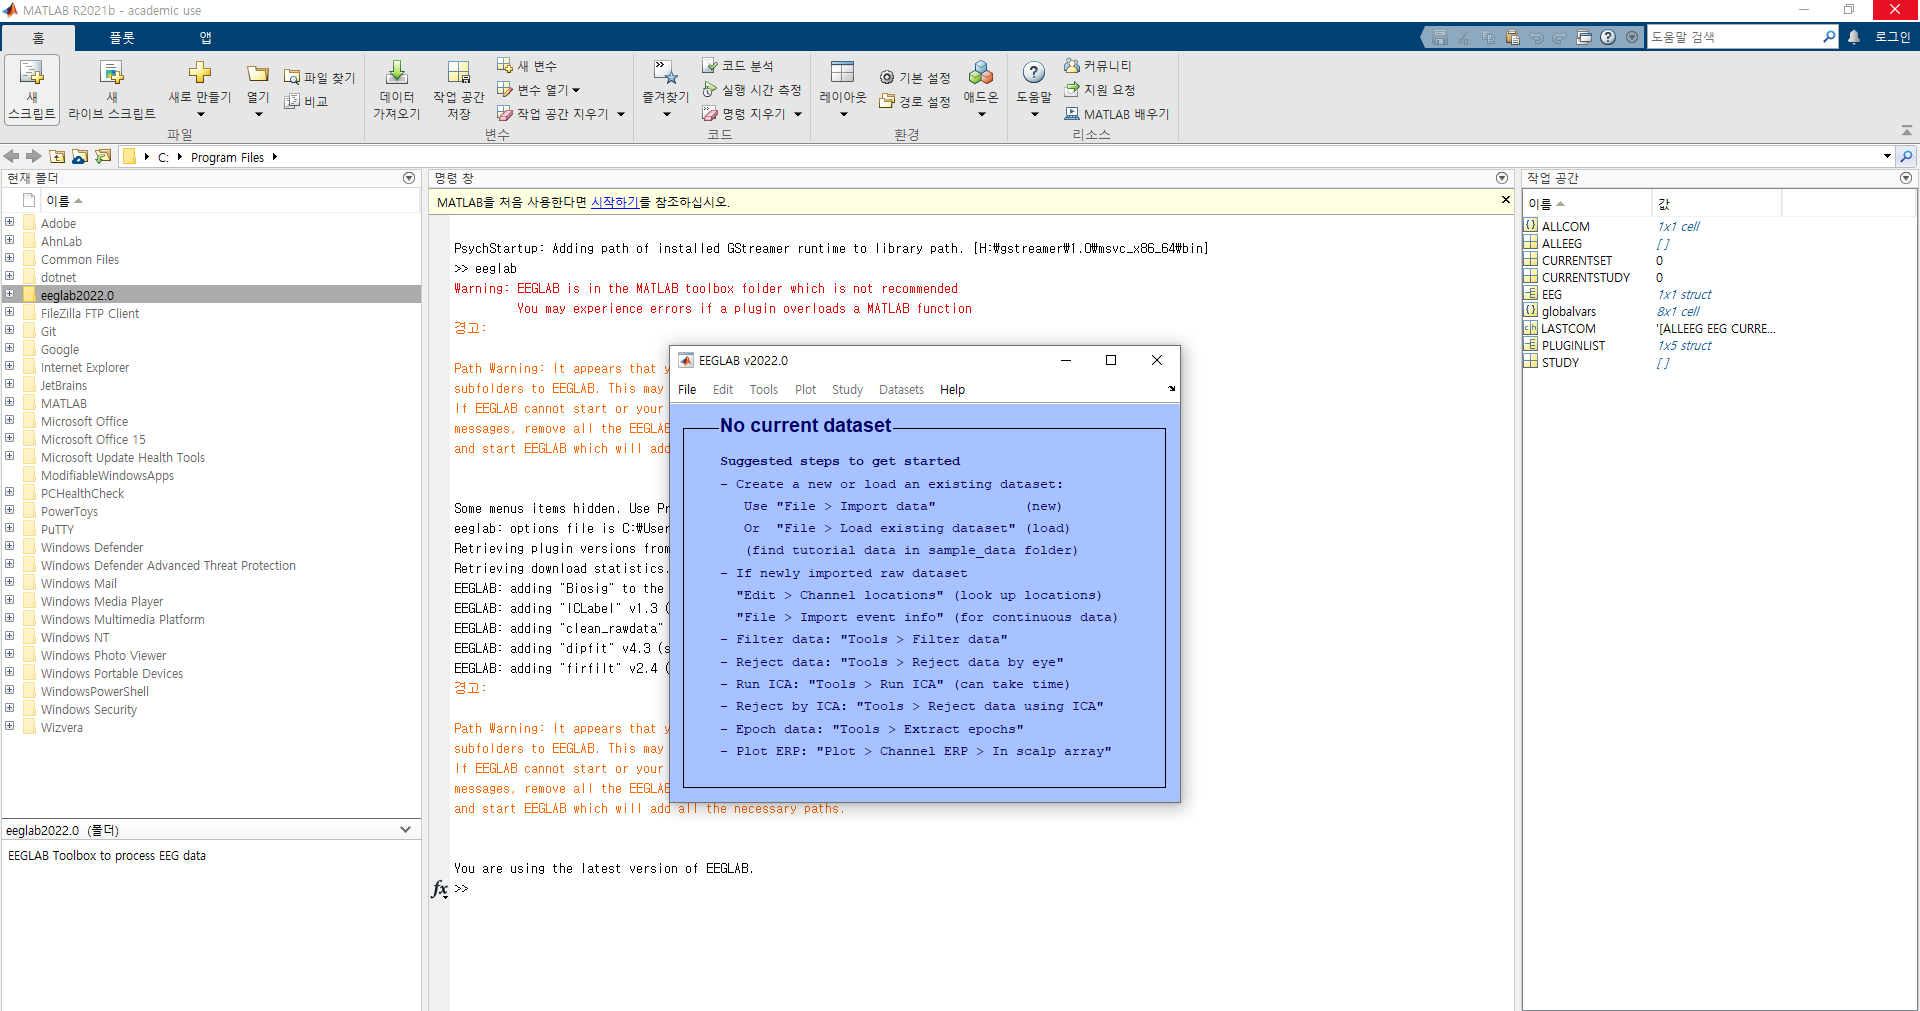 MATLAB R2021b - academic use
홈
플롯
앱
도움말 검색
로그인
새
스크립트
새
라이브 스크립트
새로 만들기
열기
파일 찾기
비교
파일
데이터
가져오기
작업 공간
저장
새 변수
변수 열기
작업 공간 지우기
변수
즐겨찾기
코드 분석
실행 시간 측정
명령 지우기
코드
레이아웃
기본 설정
경로 설정
애드온
환경
도움말
커뮤니티
지원 요청
MATLAB 배우기
리소스
C:
Program Files
현재 폴더
이름
Adobe
AhnLab
Common Files
dotnet
eeglab2022.0
FileZilla FTP Client
Git
Google
Internet Explorer
JetBrains
MATLAB
Microsoft Office
Microsoft Office 15
Microsoft Update Health Tools
ModifiableWindowsApps
PCHealthCheck
PowerToys
PuTTY
Windows Defender
Windows Defender Advanced Threat Protection
Windows Mail
Windows Media Player
Windows Multimedia Platform
Windows NT
Windows Photo Viewer
Windows Portable Devices
WindowsPowerShell
Windows Security
Wizvera
eeglab2022.0 (폴더)
EEGLAB Toolbox to process EEG data
명령 창
MATLAB을 처음 사용한다면 시작하기를 참조하십시오.
PsychStartup: Adding path of installed GStreamer runtime to library path. [H:₩gstreamer₩1.0₩msvc_x86_64₩bin]
>> eeglab
Warning: EEGLAB is in the MATLAB toolbox folder which is not recommended
You may experience errors if a plugin overloads a MATLAB function
경고:
Path Warning: It appears that y
subfolders to EEGLAB. This may
If EEGLAB cannot start or your
messages, remove all the EEGLAB
and start EEGLAB which will add
Some menus items hidden. Use Pr
eeglab: options file is C:₩User
Retrieving plugin versions from
Retrieving download statistics.
EEGLAB: adding "Biosig" to the
EEGLAB: adding "ICLabel" v1.3 (
EEGLAB: adding "clean_rawdata"
EEGLAB: adding "dipfit" v4.3 (s
EEGLAB: adding "firfilt" v2.4 (
경고:
Path Warning: It appears that y
subfolders to EEGLAB. This may
If EEGLAB cannot start or your
messages, remove all the EEGLAB
and start EEGLAB which will add all the necessary paths.
You are using the latest version of EEGLAB.
fx >>
EEGLAB v2022.0
File Edit Tools Plot Study Datasets Help
No current dataset
Suggested steps to get started
- Create a new or load an existing dataset:
Use "File > Import data" (new)
Or "File > Load existing dataset" (load)
(find tutorial data in sample_data folder)
- If newly imported raw dataset
"Edit > Channel locations" (look up locations)
"File > Import event info" (for continuous data)
- Filter data: "Tools > Filter data"
- Reject data: "Tools > Reject data by eye"
- Run ICA: "Tools > Run ICA" (can take time)
- Reject by ICA: "Tools > Reject data using ICA"
- Epoch data: "Tools > Extract epochs"
- Plot ERP: "Plot > Channel ERP > In scalp array"
작업 공간
이름 값
ALLCOM 1x1 cell
ALLEEG []
CURRENTSET 0
CURRENTSTUDY 0
EEG 1x1 struct
globalvars 8x1 cell
LASTCOM '[ALLEEG EEG CURRE...
PLUGINLIST 1x5 struct
STUDY []